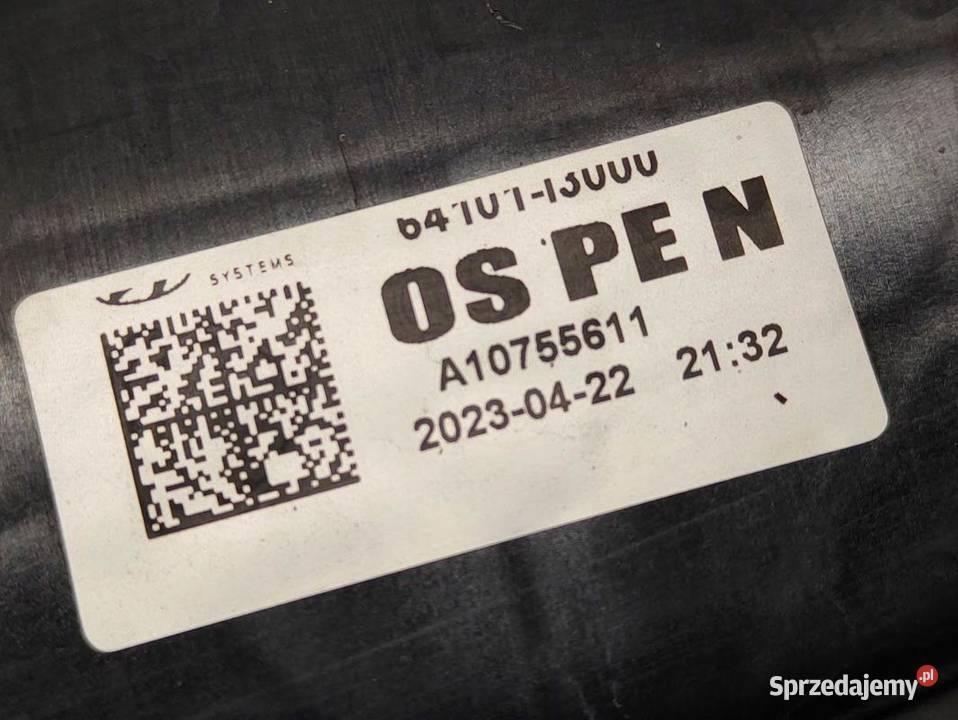 SYSTEMS
OS PE N
A10755611
2023-04-22 21:32
Sprzedajemy.pl